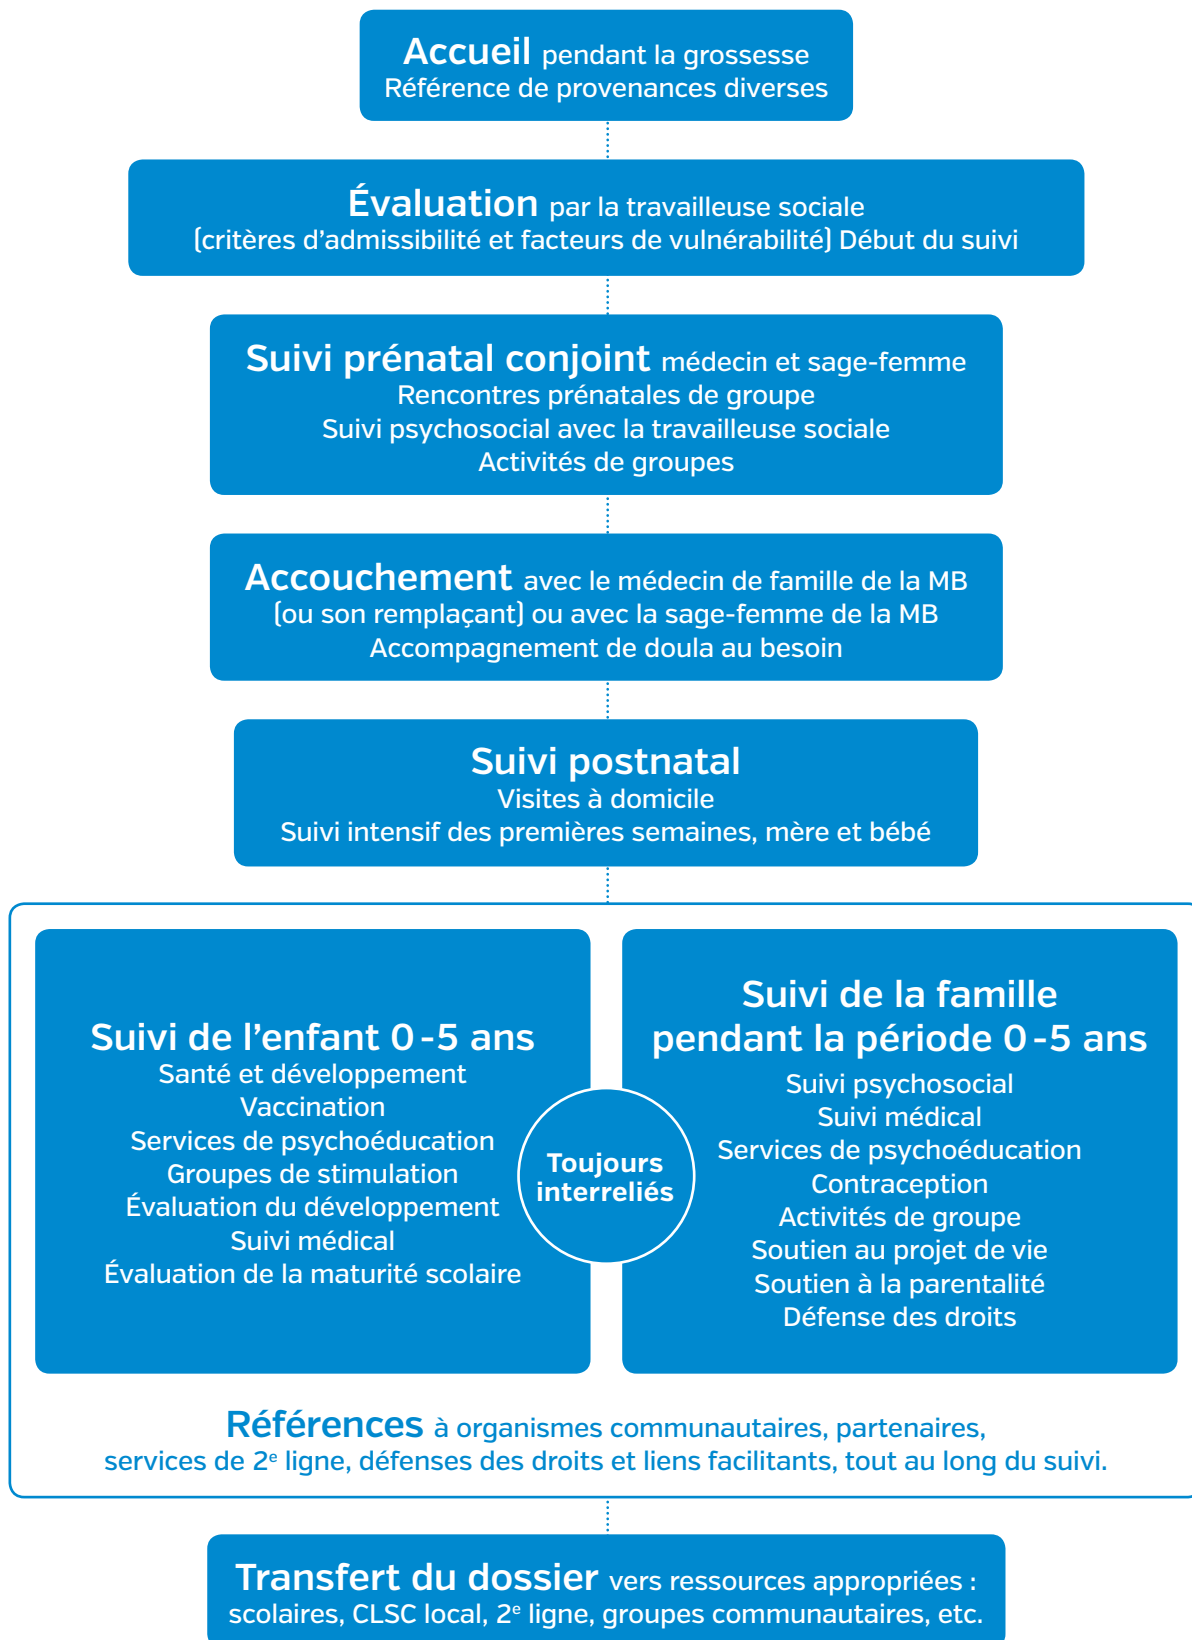 Accueil pendant la grossesse
Référence de provenances diverses
Évaluation par la travailleuse sociale
(critères d'admissibilité et facteurs de vulnérabilité) Début du suivi
Suivi prénatal conjoint médecin et sage-femme
Rencontres prénatales de groupe
Suivi psychosocial avec la travailleuse sociale
Activités de groupes
Accouchement avec le médecin de famille de la MB
(ou son remplaçant) ou avec la sage-femme de la MB
Accompagnement de doula au besoin
Suivi postnatal
Visites à domicile
Suivi intensif des premières semaines, mère et bébé
Suivi de l'enfant 0-5 ans
Santé et développement
Vaccination
Services de psychoéducation
Groupes de stimulation
Évaluation du développement
Suivi médical
Évaluation de la maturité scolaire
Toujours
interreliés
Suivi de la famille
pendant la période 0-5 ans
Suivi psychosocial
Suivi médical
Services de psychoéducation
Contraception
Activités de groupe
Soutien au projet de vie
Soutien à la parentalité
Défense des droits
Références à organismes communautaires, partenaires,
services de 2e ligne, défenses des droits et liens facilitants, tout au long du suivi.
Transfert du dossier vers ressources appropriées :
scolaires, CLSC local, 2e ligne, groupes communautaires, etc.